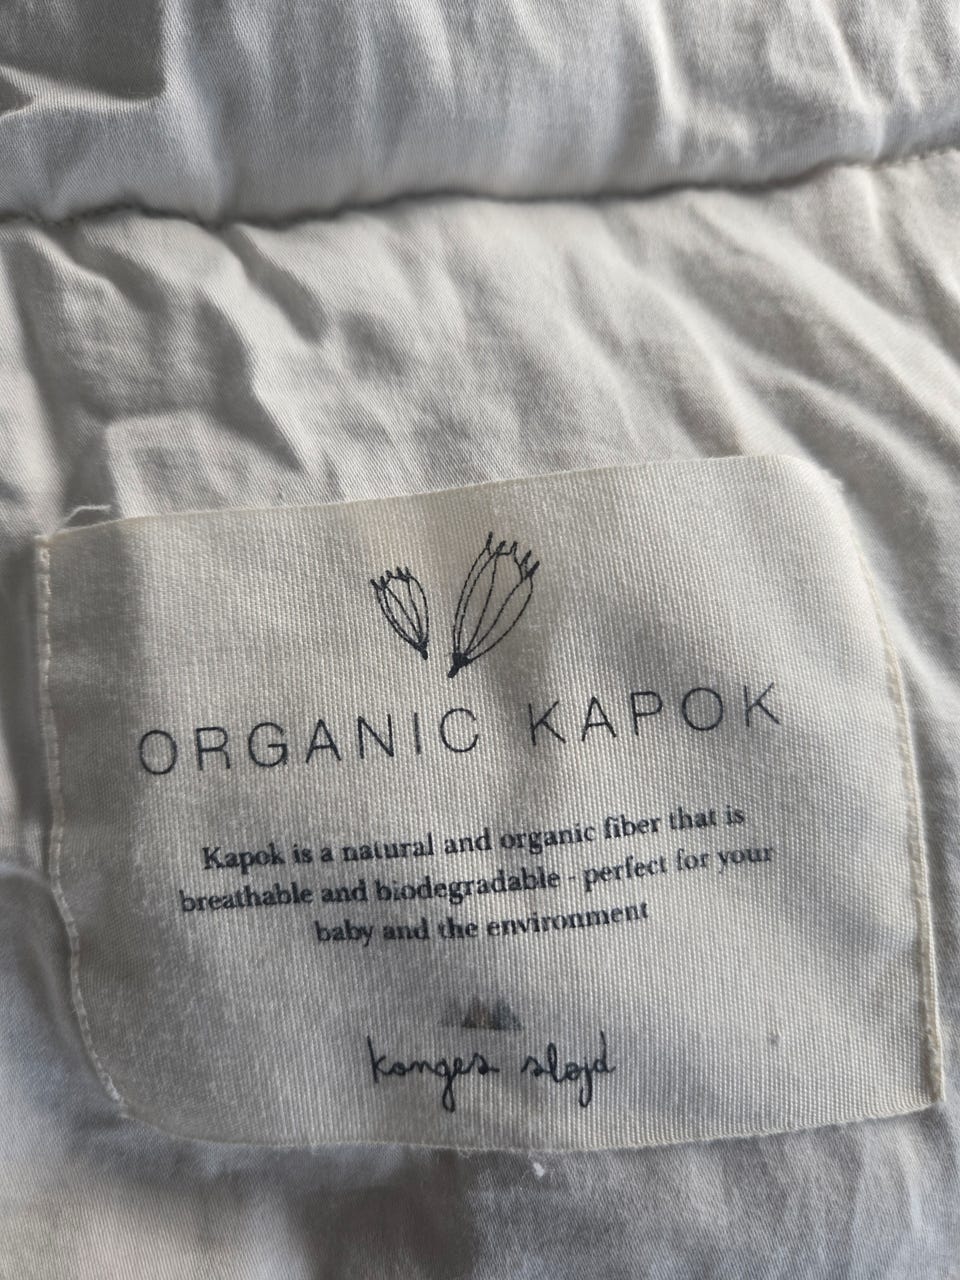 ORGANIC KAPOK
Kapok is a natural and organic fiber that is
breathable and biodegradable - perfect for your
baby and the environment
konges sløjd